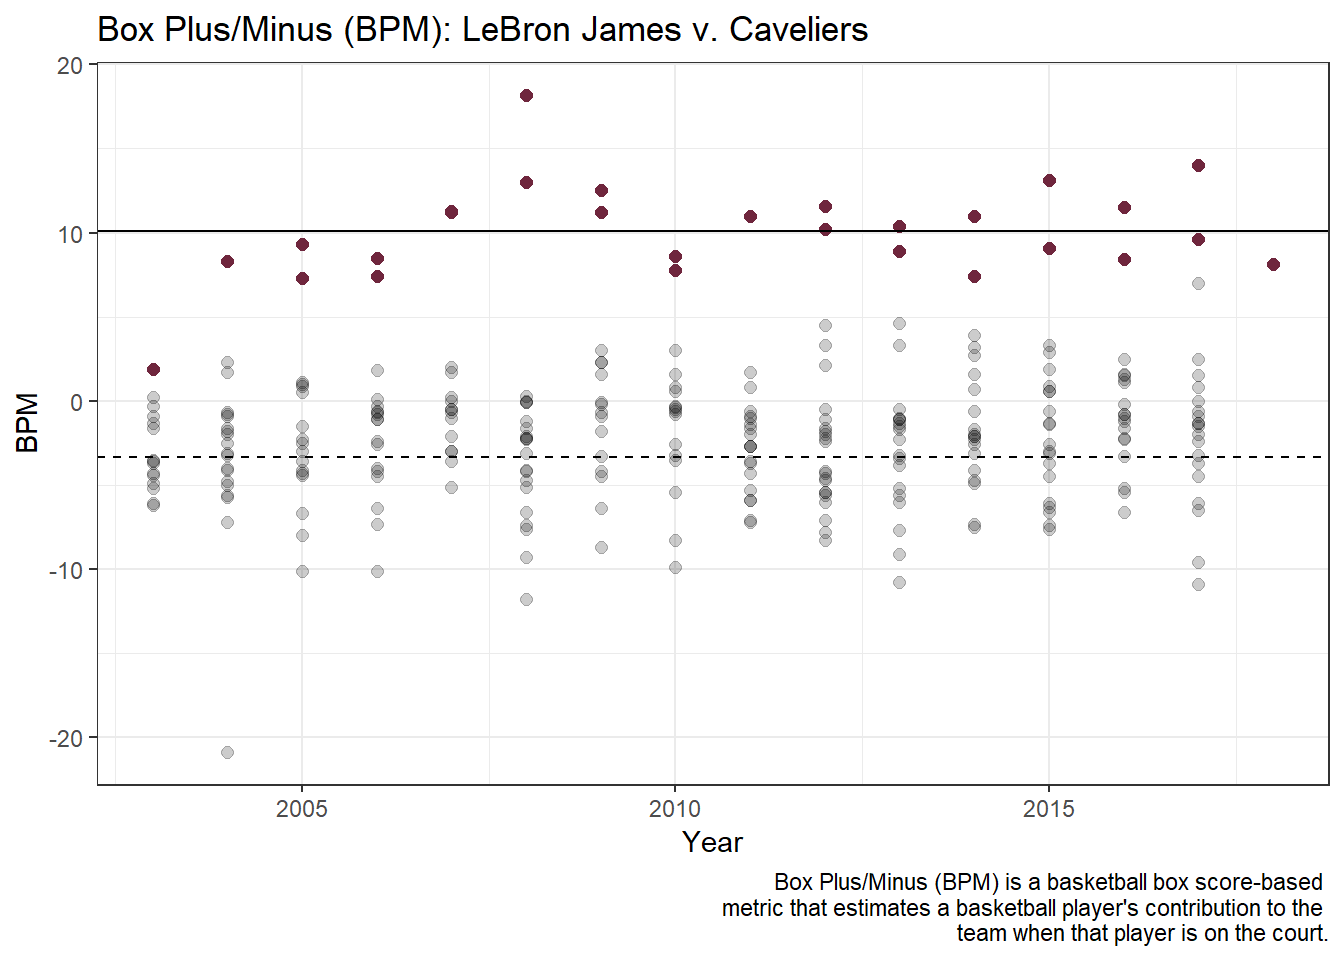 Box Plus/Minus (BPM): LeBron James v. Caveliers
20
10
0
-10
-20
BPM
2005 2010 2015
Year
Box Plus/Minus (BPM) is a basketball box score-based
metric that estimates a basketball player's contribution to the
team when that player is on the court.